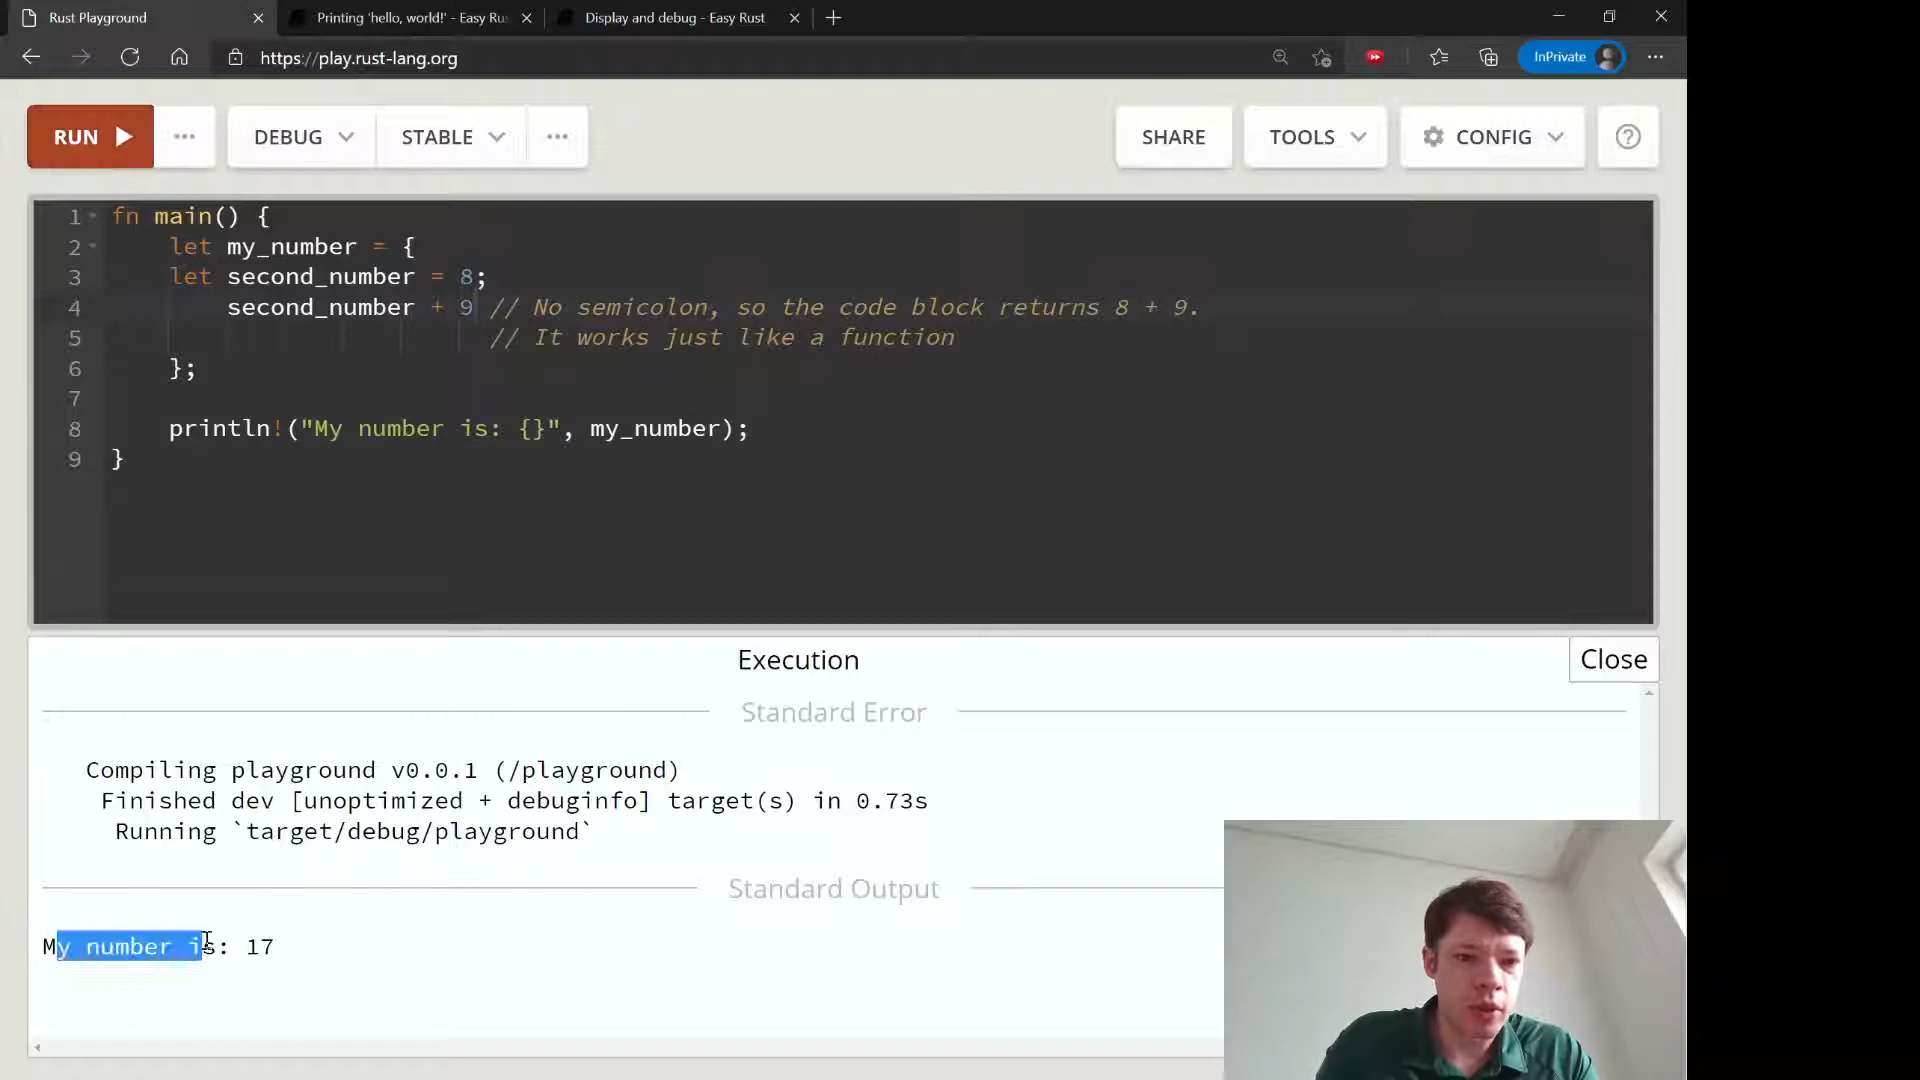 Rust Playground
Printing 'hello, world!' - Easy Ru
Display and debug - Easy Rust
https://play.rust-lang.org
InPrivate
RUN
DEBUG
STABLE
SHARE
TOOLS
CONFIG
1 fn main() {
2 let my_number = {
3 let second_number = 8;
4 second_number + 9 // No semicolon, so the code block returns 8 + 9.
5 // It works just like a function
6 };
7
8 println!("My number is: {}", my_number);
9 }
Execution
Close
Standard Error
Compiling playground v0.0.1 (/playground)
Finished dev [unoptimized + debuginfo] target(s) in 0.73s
Running `target/debug/playground`
Standard Output
My number is: 17